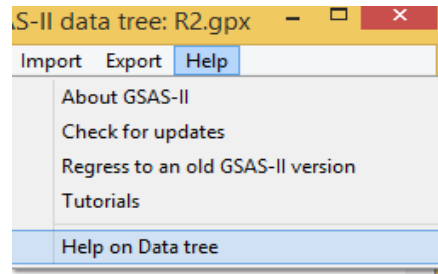 S-II data tree: R2.gpx
Import Export Help
About GSAS-II
Check for updates
Regress to an old GSAS-II version
Tutorials
Help on Data tree